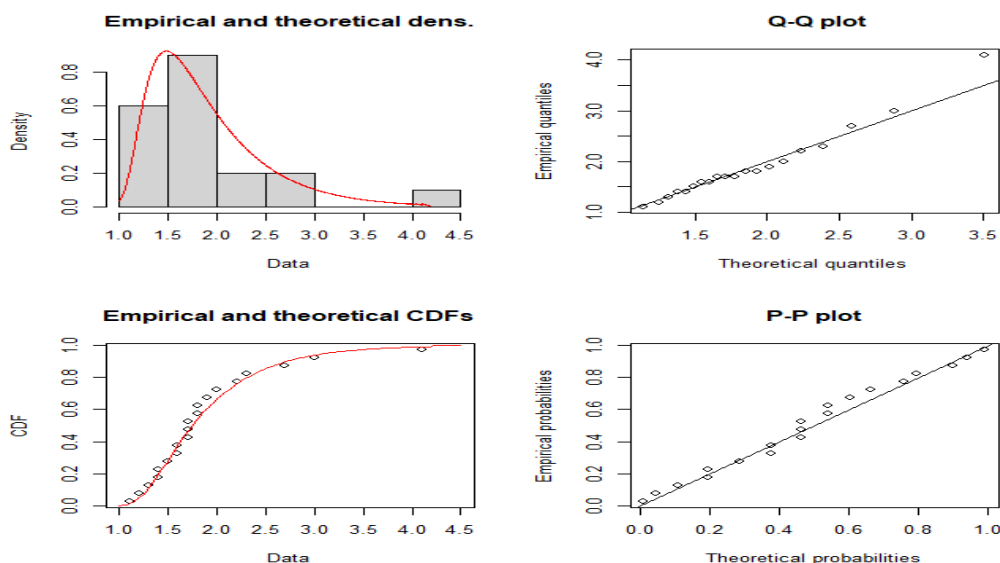 Empirical and theoretical dens.
Density
0.0 0.2 0.4 0.6 0.8
1.0 1.5 2.0 2.5 3.0 3.5 4.0 4.5
Data
Q-Q plot
Empirical quantiles
1.0 2.0 3.0 4.0
1.5 2.0 2.5 3.0 3.5
Theoretical quantiles
Empirical and theoretical CDFs
CDF
0.0 0.2 0.4 0.6 0.8 1.0
1.0 1.5 2.0 2.5 3.0 3.5 4.0 4.5
Data
P-P plot
Empirical probabilities
0.0 0.2 0.4 0.6 0.8 1.0
0.0 0.2 0.4 0.6 0.8 1.0
Theoretical probabilities